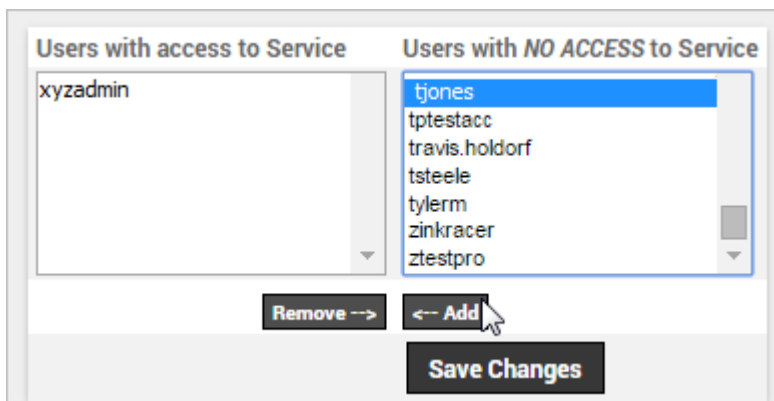 Users with access to Service
Users with NO ACCESS to Service
xyzadmin
tjones
tptestacc
travis.holdorf
tsteele
tylerm
zinkracer
ztestpro
Remove -->
<-- Add
Save Changes